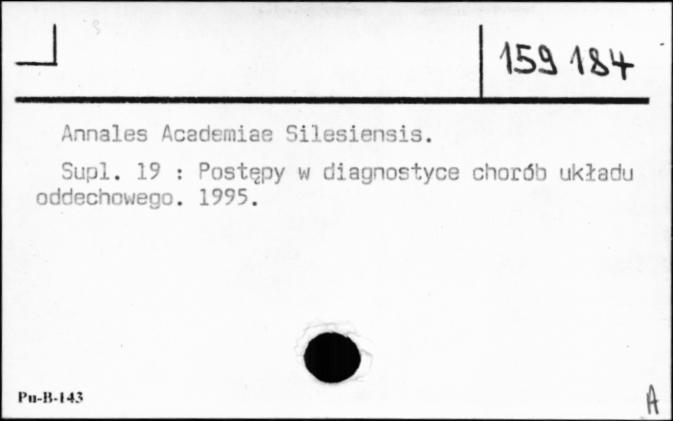 159 184
Annales Academiae Silesiensis.
Supl. 19 : Postępy w diagnostyce chorób układu
oddechowego. 1995.
Pu-B-143
A